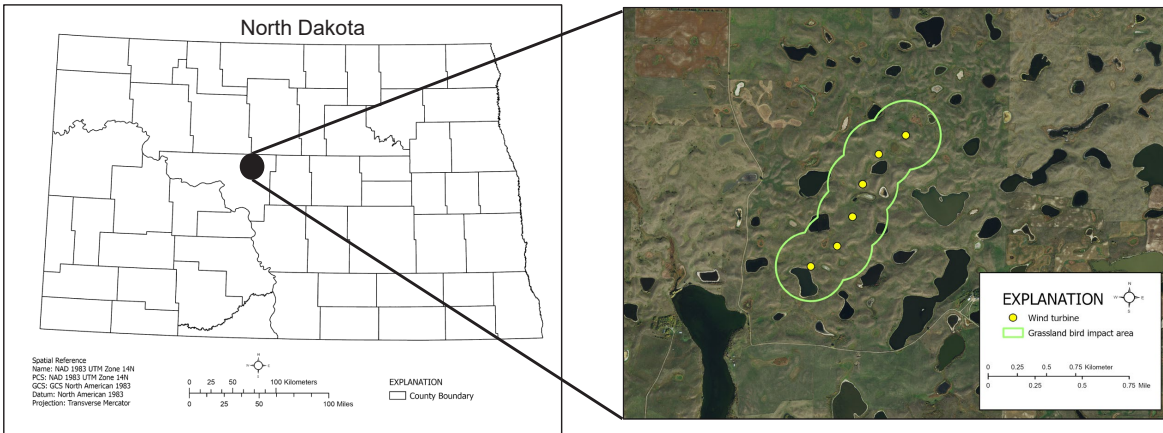 North Dakota
Spatial Reference
Name: NAD 1983 UTM Zone 14N
PCS: NAD 1983 UTM Zone 14N
GCS: GCS North American 1983
Datum: North American 1983
Projection: Transverse Mercator
N
W E
S
0 25 50 100 Kilometers
0 25 50 100 Miles
EXPLANATION
County Boundary
EXPLANATION
N
W E
S
Wind turbine
Grassland bird impact area
0 0.25 0.5 0.75 Kilometer
0 0.25 0.5 0.75 Mile